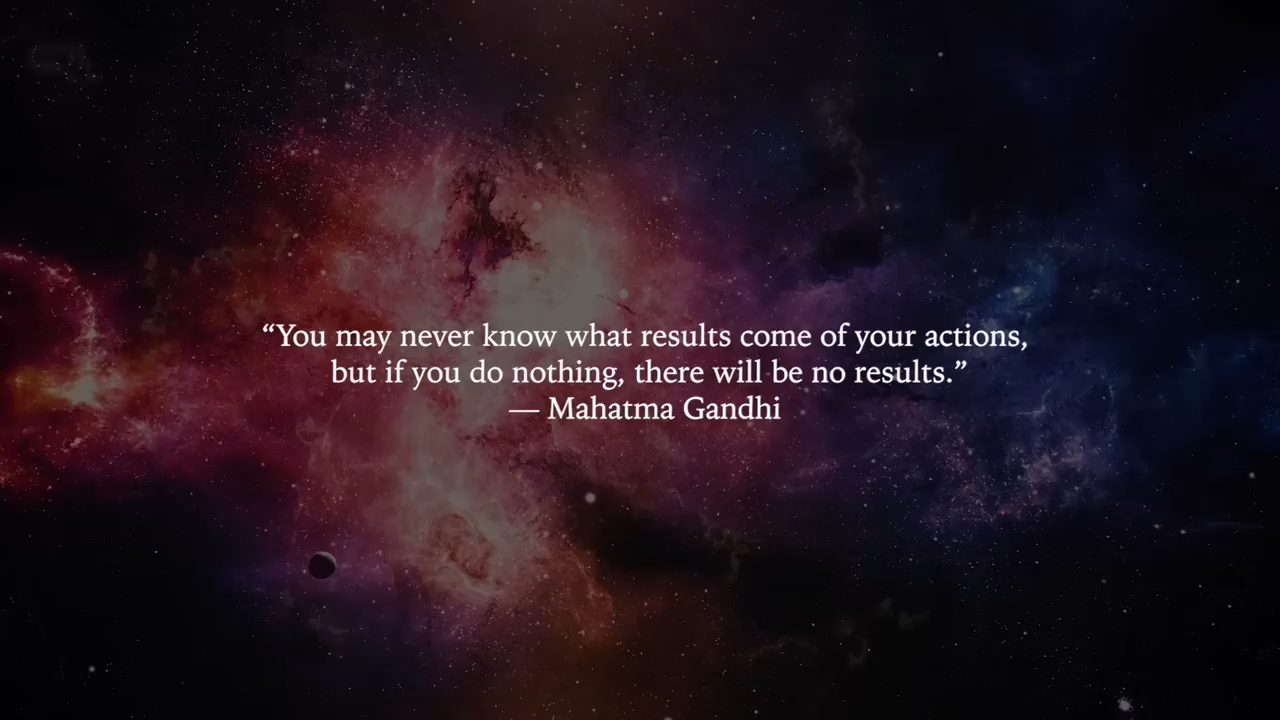 “You may never know what results come of your actions,
but if you do nothing, there will be no results.”
— Mahatma Gandhi